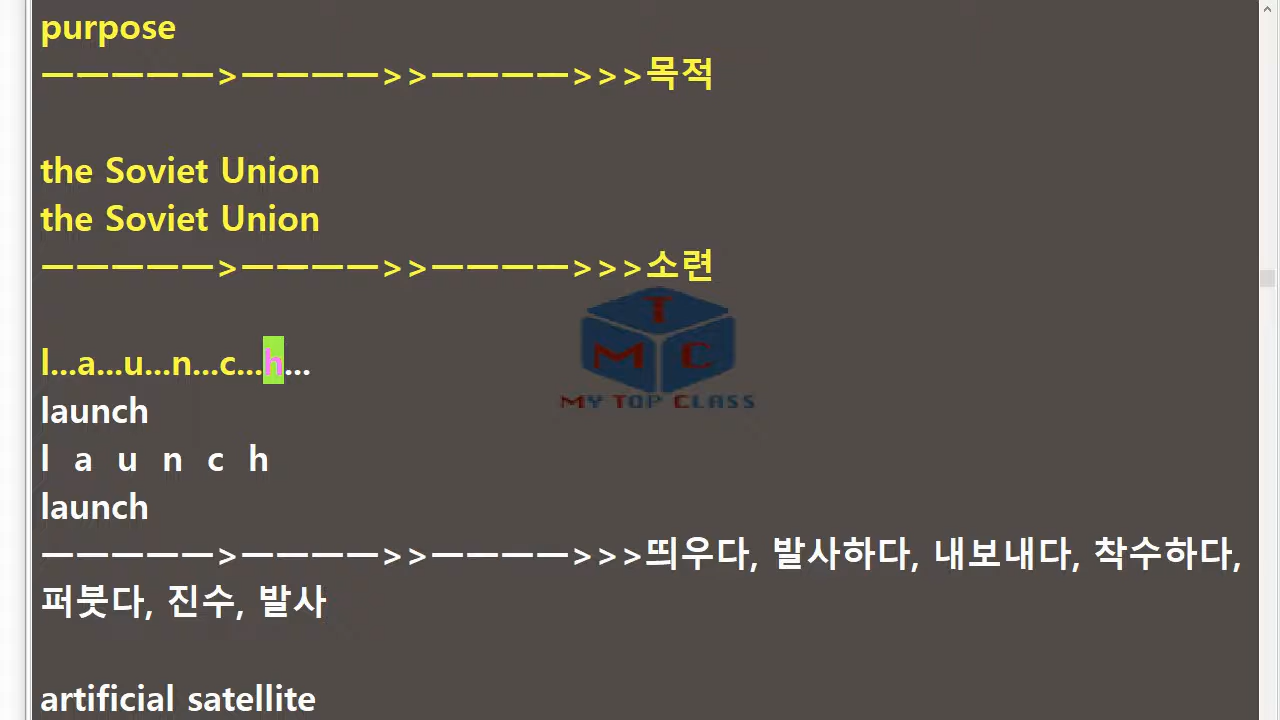 purpose
—————>————>>————>>>목적
the Soviet Union
the Soviet Union
—————>————>>————>>>소련
l...a...u...n...c...h...
launch
l a u n c h
launch
—————>————>>————>>>띄우다, 발사하다, 내보내다, 착수하다,
퍼붓다, 진수, 발사
artificial satellite
T
M C
MY TOP CLASS